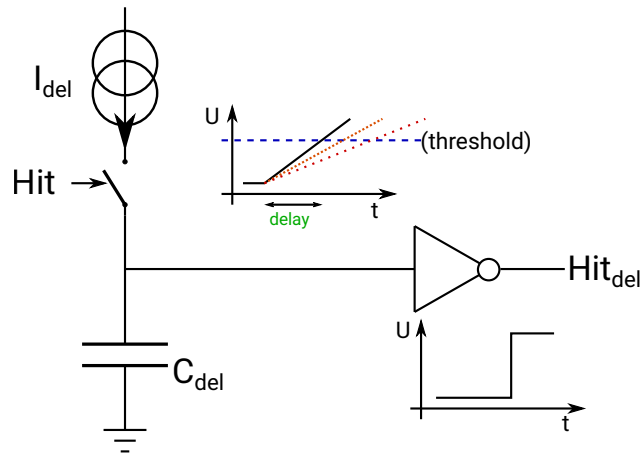 I_del
U
(threshold)
Hit
t
delay
Hit_del
U
C_del
t